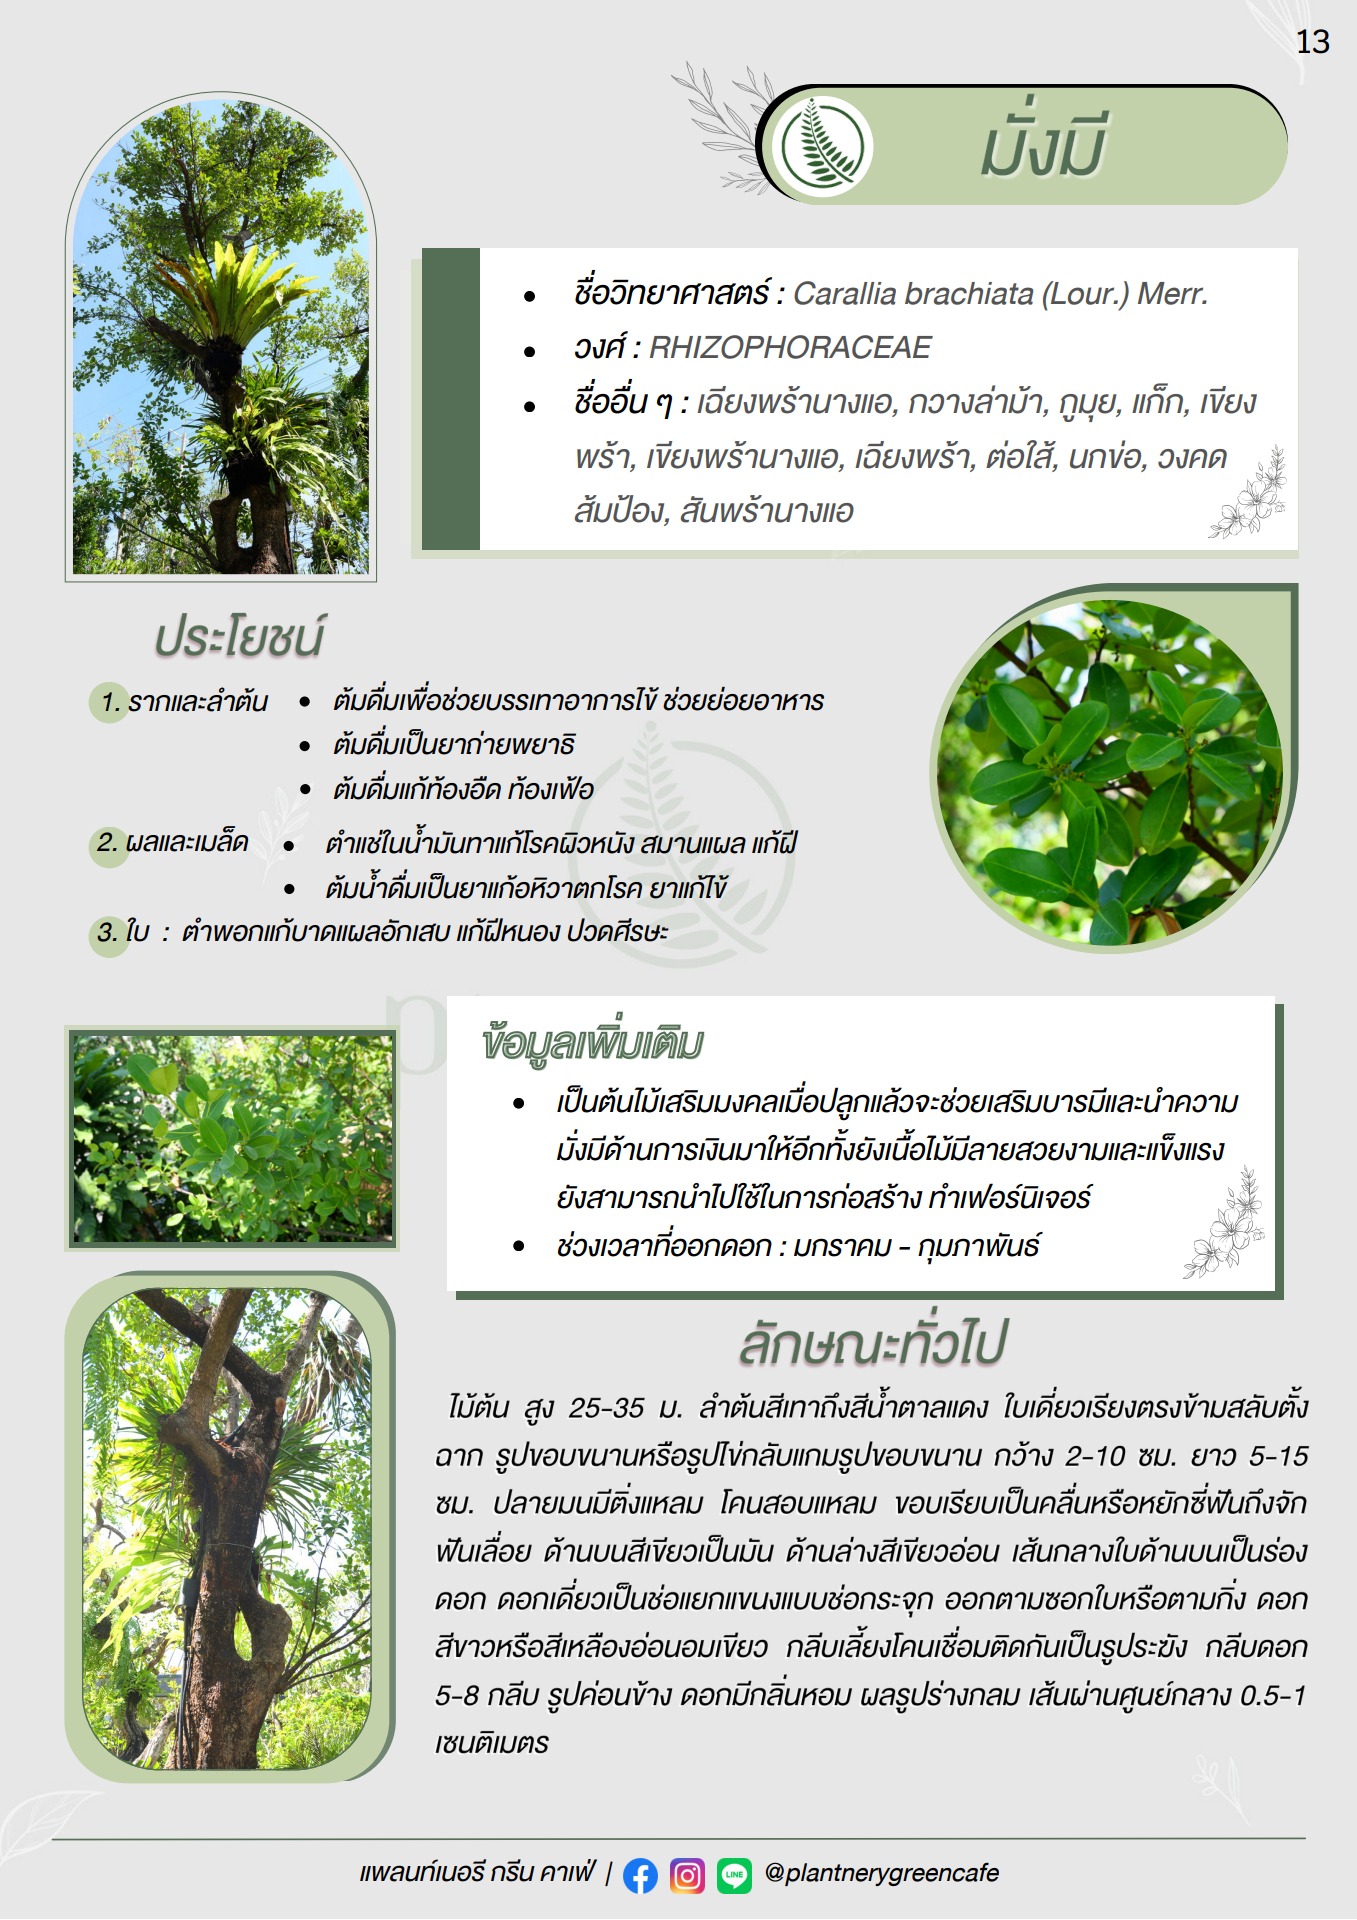 13
มั่งมี
ชื่อวิทยาศาสตร์ : Carallia brachiata (Lour.) Merr.
วงศ์ : RHIZOPHORACEAE
ชื่ออื่น ๆ : เฉียงพร้านางแอ, กวางล่าม้า, กูมุย, แก็ก, เขียง
พร้า, เขียงพร้านางแอ, เฉียงพร้า, ต่อใส้, นกข่อ, วงคด
ส้มป้อง, สันพร้านางแอ
ประโยชน์
1. รากและลำต้น
• ต้มดื่มเพื่อช่วยบรรเทาอาการไข้ ช่วยย่อยอาหาร
• ต้มดื่มเป็นยาถ่ายพยาธิ
• ต้มดื่มแก้ท้องอืด ท้องเฟ้อ
2. ผลและเมล็ด
• ตำแช่ในน้ำมันทาแก้โรคผิวหนัง สมานแผล แก้ฝี
• ต้มน้ำดื่มเป็นยาแก้อหิวาตกโรค ยาแก้ไข้
3. ใบ : ตำพอกแก้บาดแผลอักเสบ แก้ฝีหนอง ปวดศีรษะ
ข้อมูลเพิ่มเติม
• เป็นต้นไม้เสริมมงคลเมื่อปลูกแล้วจะช่วยเสริมบารมีและนำความ
มั่งมีด้านการเงินมาให้อีกทั้งยังเนื้อไม้มีลายสวยงามและแข็งแรง
ยังสามารถนำไปใช้ในการก่อสร้าง ทำเฟอร์นิเจอร์
• ช่วงเวลาที่ออกดอก : มกราคม - กุมภาพันธ์
ลักษณะทั่วไป
ไม้ต้น สูง 25-35 ม. ลำต้นสีเทาถึงสีน้ำตาลแดง ใบเดี่ยวเรียงตรงข้ามสลับตั้ง
ฉาก รูปขอบขนานหรือรูปไข่กลับแกมรูปขอบขนาน กว้าง 2-10 ซม. ยาว 5-15
ซม. ปลายมนมีติ่งแหลม โคนสอบแหลม ขอบเรียบเป็นคลื่นหรือหยักซี่ฟันถึงจัก
ฟันเลื่อย ด้านบนสีเขียวเป็นมัน ด้านล่างสีเขียวอ่อน เส้นกลางใบด้านบนเป็นร่อง
ดอก ดอกเดี่ยวเป็นช่อแยกแขนงแบบช่อกระจุก ออกตามซอกใบหรือตามกิ่ง ดอก
สีขาวหรือสีเหลืองอ่อนอมเขียว กลีบเลี้ยงโคนเชื่อมติดกันเป็นรูประฆัง กลีบดอก
5-8 กลีบ รูปค่อนข้าง ดอกมีกลิ่นหอม ผลรูปร่างกลม เส้นผ่านศูนย์กลาง 0.5-1
เซนติเมตร
แพลนท์เนอรี กรีน คาเฟ่ | LINE @plantnerygreencafe